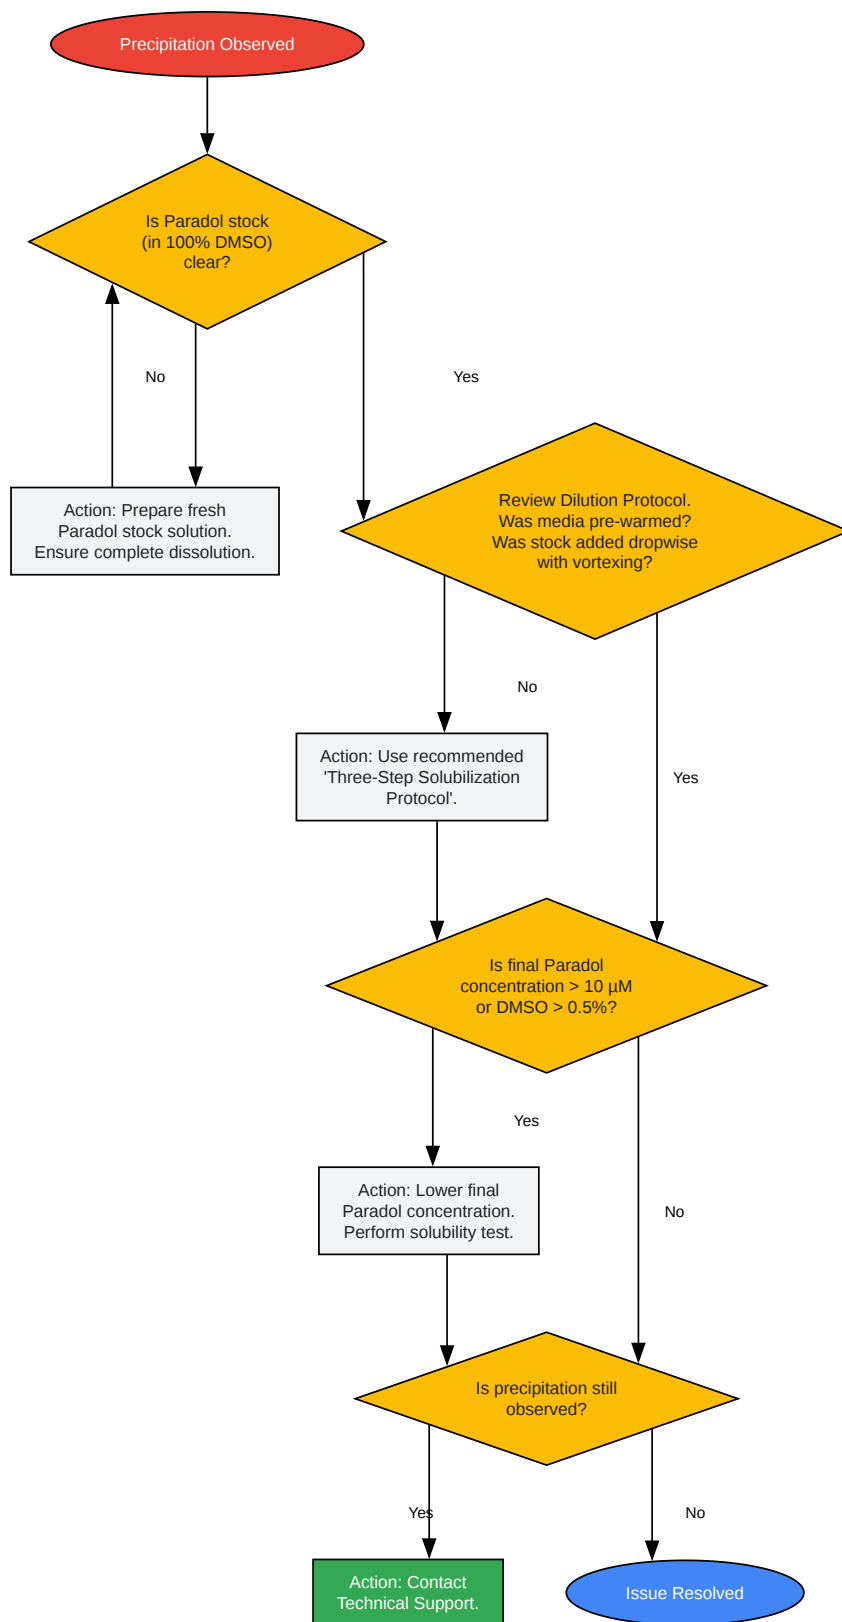 Precipitation Observed
Is Paradol stock
(in 100% DMSO)
clear?
No
Yes
Action: Prepare fresh
Paradol stock solution.
Ensure complete dissolution.
Review Dilution Protocol.
Was media pre-warmed?
Was stock added dropwise
with vortexing?
No
Action: Use recommended
'Three-Step Solubilization
Protocol'.
Yes
Is final Paradol
concentration > 10 µM
or DMSO > 0.5%?
Yes
Action: Lower final
Paradol concentration.
Perform solubility test.
No
Is precipitation still
observed?
Yes
No
Action: Contact
Technical Support.
Issue Resolved